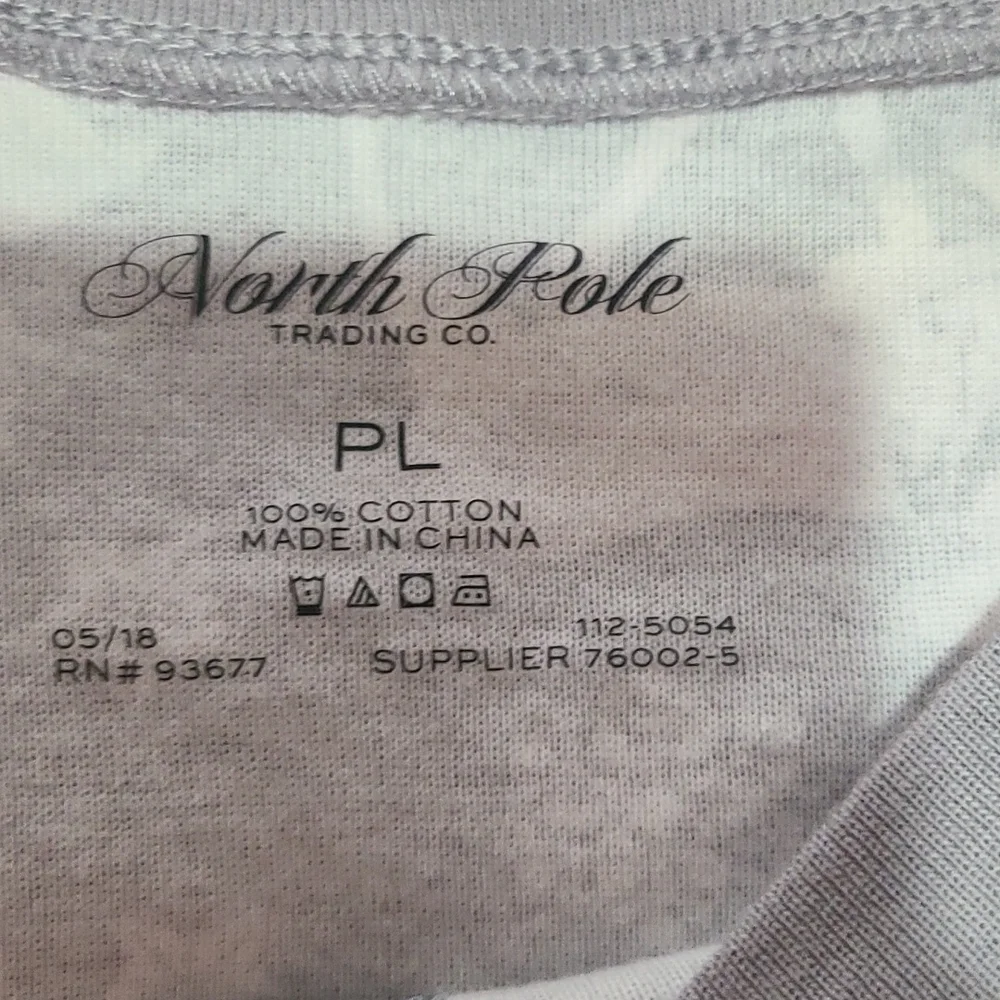 North Pole
TRADING CO.
PL
100% COTTON
MADE IN CHINA
05/18
112-5054
RN# 93677
SUPPLIER 76002-5